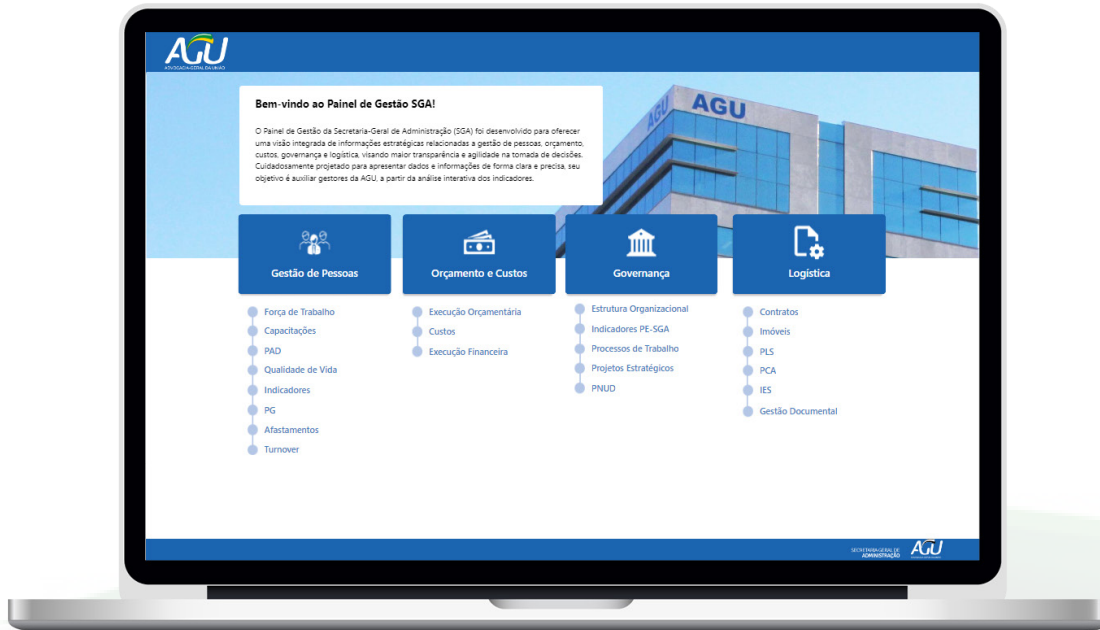 AGU
ADVOCACIA-GERAL DA UNIÃO
Bem-vindo ao Painel de Gestão SGA!
O Painel de Gestão da Secretaria-Geral de Administração (SGA) foi desenvolvido para oferecer
uma visão integrada de informações estratégicas relacionadas a gestão de pessoas, orçamento,
custos, governança e logística, visando maior transparência e agilidade na tomada de decisões.
Cuidadosamente projetado para apresentar dados e informações de forma clara e precisa, seu
objetivo é auxiliar gestores da AGU, a partir da análise interativa dos indicadores.
AGU
AGU
Gestão de Pessoas
Força de Trabalho
Capacitações
PAD
Qualidade de Vida
Indicadores
PG
Afastamentos
Turnover
Orçamento e Custos
Execução Orçamentária
Custos
Execução Financeira
Governança
Estrutura Organizacional
Indicadores PE-SGA
Processos de Trabalho
Projetos Estratégicos
PNUD
Logística
Contratos
Imóveis
PLS
PCA
IES
Gestão Documental
SECRETARIA-GERAL DE
ADMINISTRAÇÃO
AGU